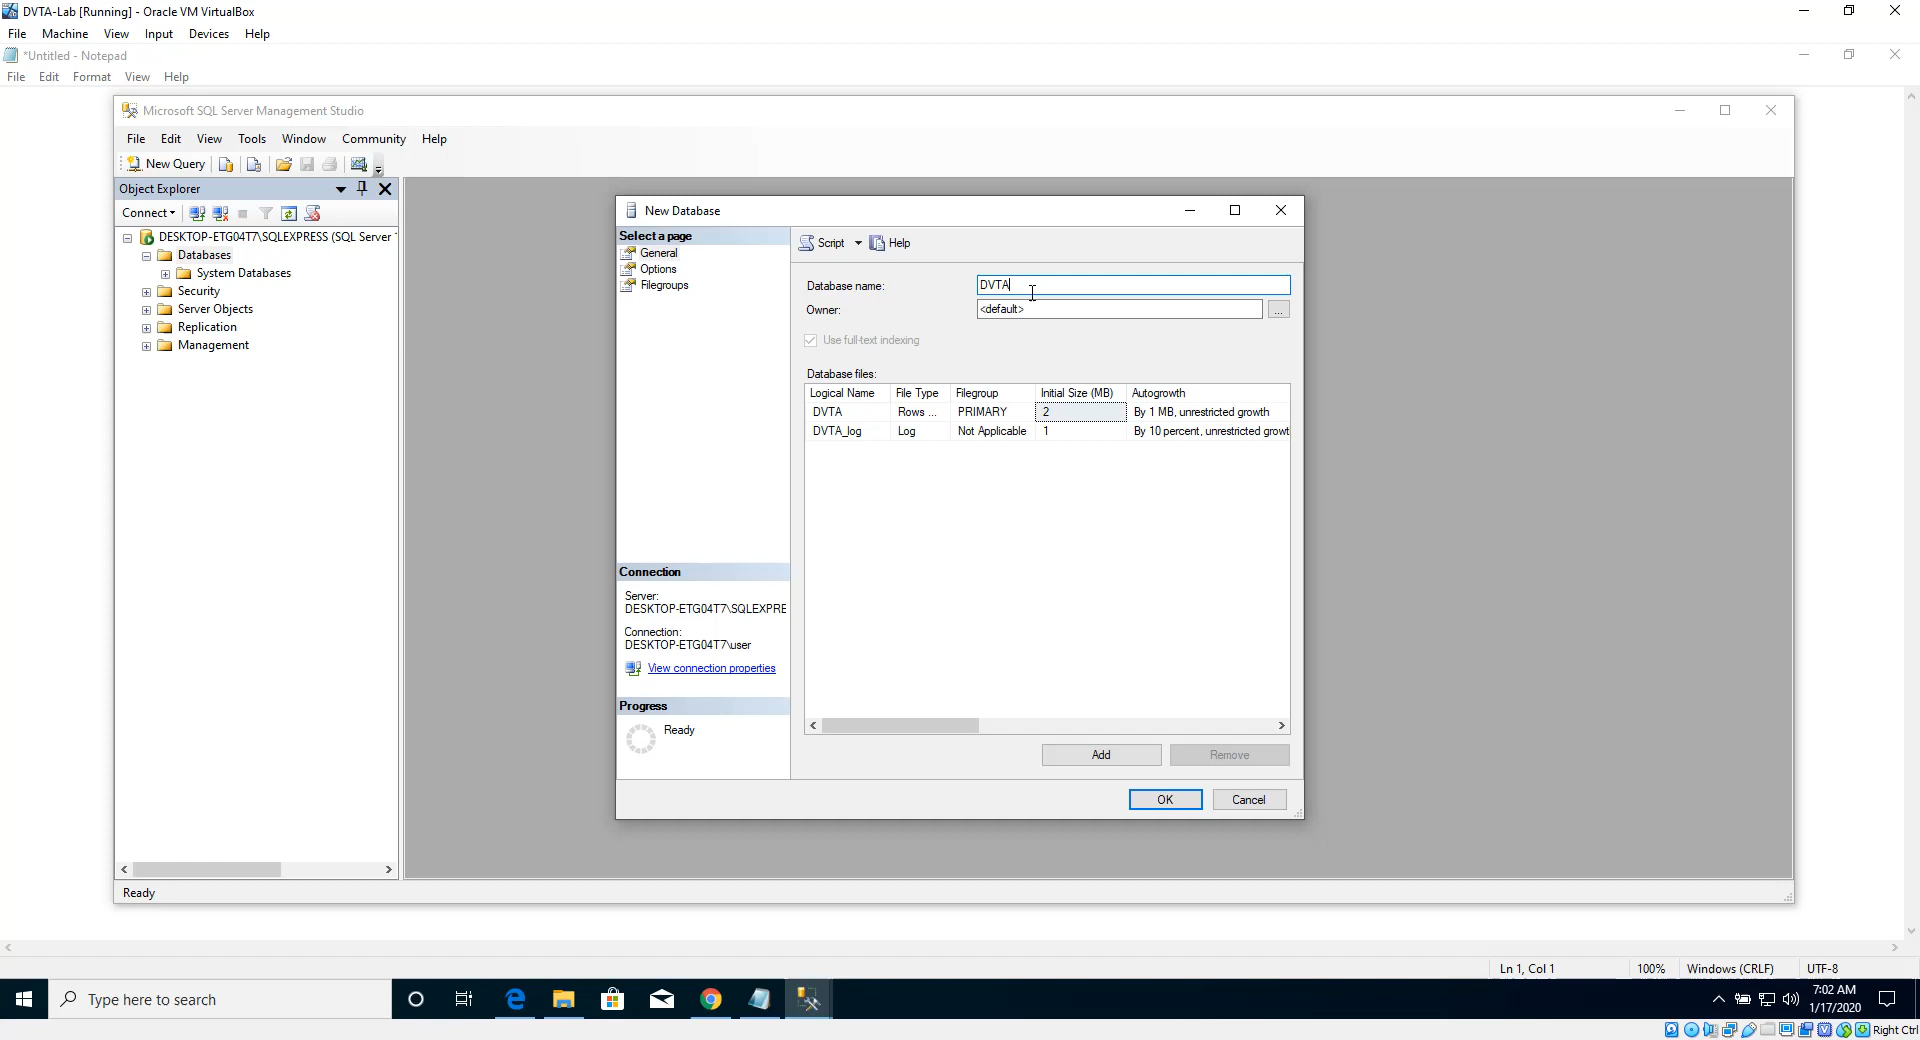 DVTA-Lab [Running] - Oracle VM VirtualBox
File Machine View Input Devices Help
*Untitled - Notepad
File Edit Format View Help
Microsoft SQL Server Management Studio
File Edit View Tools Window Community Help
New Query
Object Explorer
Connect
DESKTOP-ETG04T7\SQLEXPRESS (SQL Server
Databases
System Databases
Security
Server Objects
Replication
Management
New Database
Select a page
General
Options
Filegroups
Script Help
Database name: DVTA
Owner: <default> ...
Use full-text indexing
Database files:
Logical Name File Type Filegroup Initial Size (MB) Autogrowth
DVTA Rows ... PRIMARY 2 By 1 MB, unrestricted growth
DVTA_log Log Not Applicable 1 By 10 percent, unrestricted growt
Connection
Server:
DESKTOP-ETG04T7\SQLEXPRE
Connection:
DESKTOP-ETG04T7\user
View connection properties
Progress
Ready
Add Remove
OK Cancel
Ready
Ln 1, Col 1 100% Windows (CRLF) UTF-8
Type here to search
7:02 AM
1/17/2020
Right Ctrl